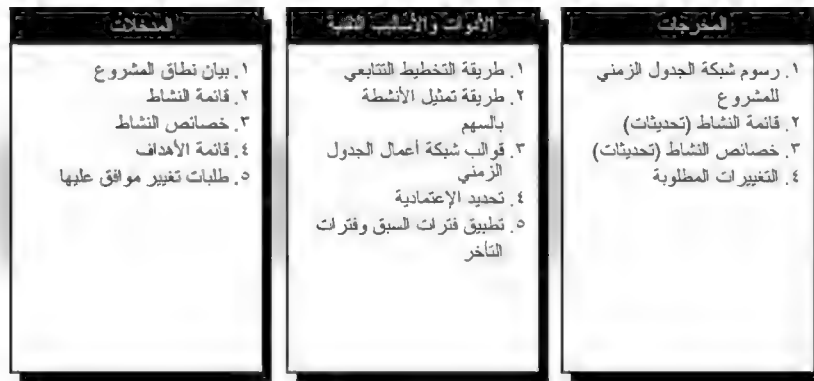 المدخلات
١. بيان نطاق المشروع
٢. قائمة النشاط
٣. خصائص النشاط
٤. قائمة الأهداف
٥. طلبات تغيير موافق عليها
الأدوات والأساليب الفنية
١. طريقة التخطيط التتابعي
٢. طريقة تمثيل الأنشطة
بالسهم
٣. قوالب شبكة أعمال الجدول
الزمني
٤. تحديد الإعتمادية
٥. تطبيق فترات السبق وفترات
التأخر
المخرجات
١. رسوم شبكة الجدول الزمني
للمشروع
٢. قائمة النشاط (تحديثات)
٣. خصائص النشاط (تحديثات)
٤. التغييرات المطلوبة